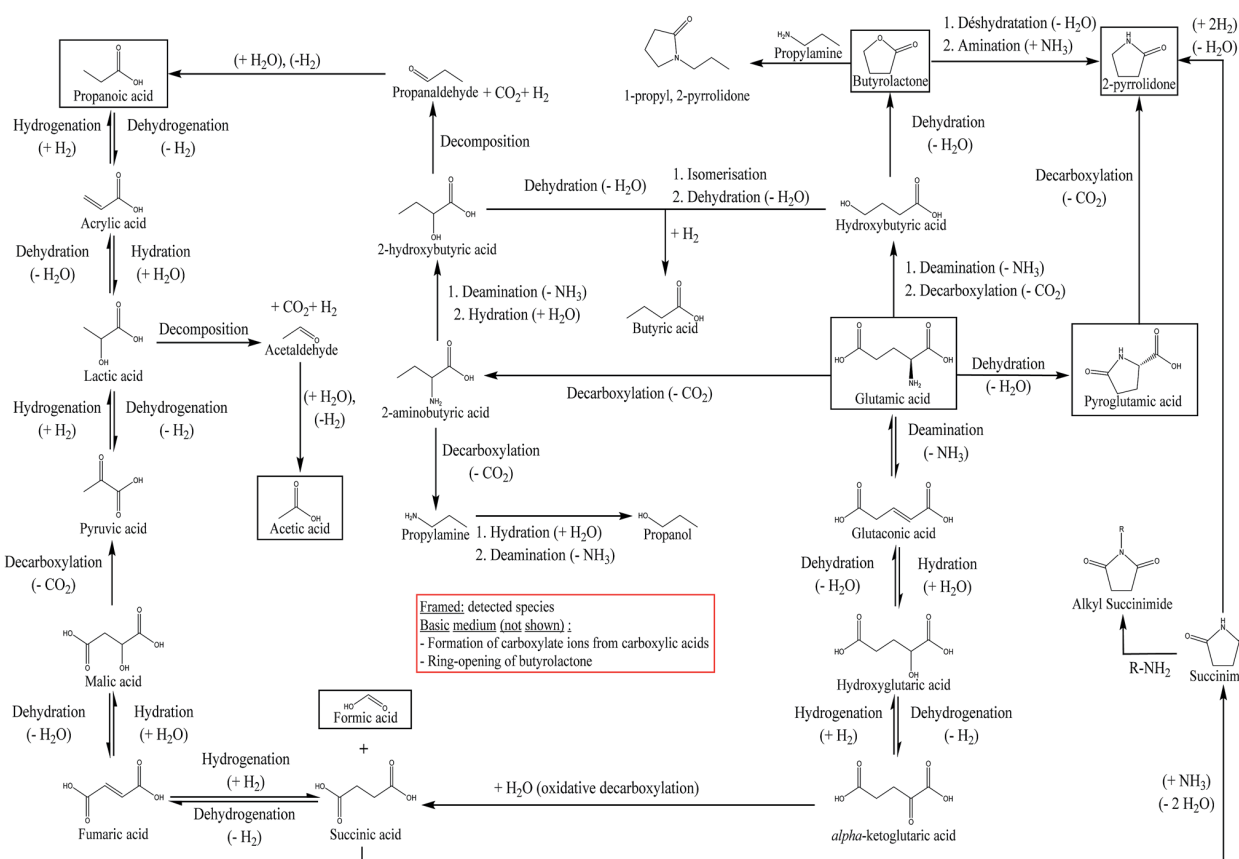 Propanoic acid
(+ H2O), (-H2)
Propanaldehyde + CO2+ H2
1-propyl, 2-pyrrolidone
Propylamine
Butyrolactone
1. Déshydratation (- H2O)
2. Amination (+ NH3)
2-pyrrolidone
(+ 2H2)
(- H2O)
Hydrogenation
(+ H2)
Dehydrogenation
(- H2)
Decomposition
Dehydration
(- H2O)
Decarboxylation
(- CO2)
Acrylic acid
Dehydration (- H2O)
1. Isomerisation
2. Dehydration (- H2O)
+ H2
2-hydroxybutyric acid
Hydroxybutyric acid
Dehydration
(- H2O)
Hydration
(+ H2O)
1. Deamination (- NH3)
2. Hydration (+ H2O)
Butyric acid
1. Deamination (- NH3)
2. Decarboxylation (- CO2)
Lactic acid
Decomposition
+ CO2+ H2
Acetaldehyde
2-aminobutyric acid
Decarboxylation (- CO2)
Glutamic acid
Dehydration
(- H2O)
Pyroglutamic acid
Hydrogenation
(+ H2)
Dehydrogenation
(- H2)
(+ H2O),
(-H2)
Decarboxylation
(- CO2)
Deamination
(- NH3)
Pyruvic acid
Acetic acid
Propylamine
1. Hydration (+ H2O)
2. Deamination (- NH3)
Propanol
Glutaconic acid
Decarboxylation
(- CO2)
Dehydration
(- H2O)
Hydration
(+ H2O)
Framed: detected species
Basic medium (not shown) :
- Formation of carboxylate ions from carboxylic acids
- Ring-opening of butyrolactone
Alkyl Succinimide
R-NH2
Succinim
Malic acid
Hydroxyglutaric acid
Dehydration
(- H2O)
Hydration
(+ H2O)
Formic acid
+
Hydrogenation
(+ H2)
Dehydrogenation
(- H2)
Fumaric acid
Hydrogenation
(+ H2)
Dehydrogenation
(- H2)
Succinic acid
+ H2O (oxidative decarboxylation)
alpha-ketoglutaric acid
(+ NH3)
(- 2 H2O)